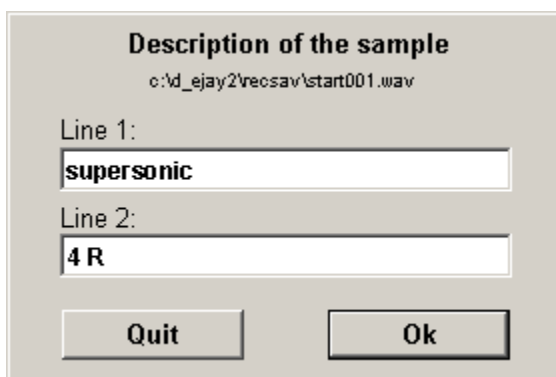 Description of the sample
c:\d_ejay2\recsav\start001.wav
Line 1:
supersonic
Line 2:
4 R
Quit
Ok